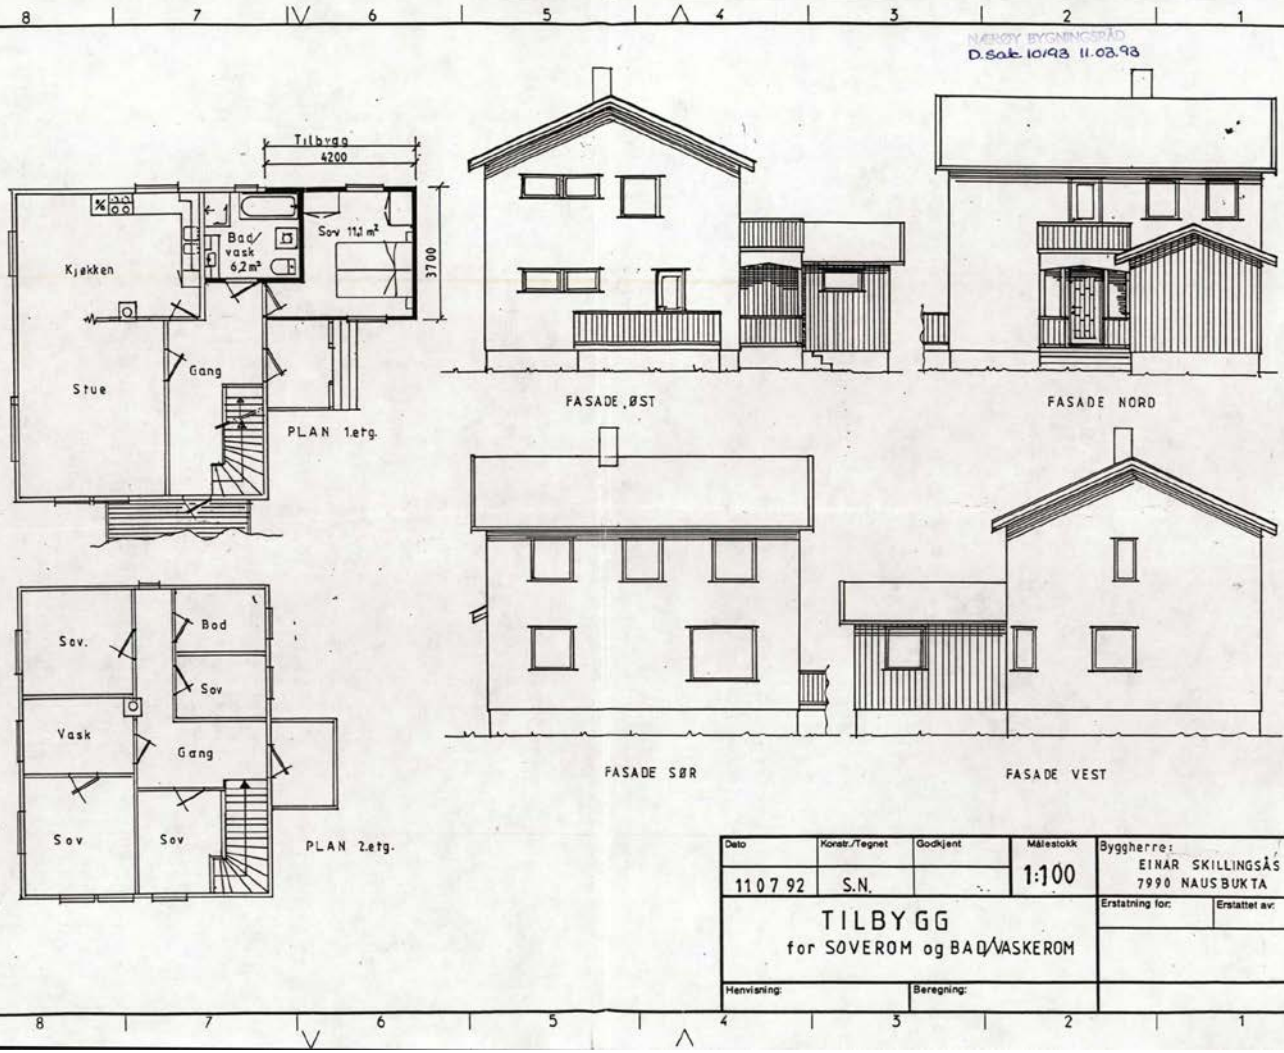 8 7 6 5 4 3 2 1
NÆRØY BYGNINGSRÅD
D.Sak 10/93 11.03.93
Tilbygg
4200
Kjøkken
Bad/
vask
6,2 m²
Sov 11,1 m²
3700
Stue
Gang
PLAN 1.etg.
FASADE ØST
FASADE NORD
Sov.
Bod
Sov
Vask
Gang
Sov
Sov
PLAN 2.etg.
FASADE SØR
FASADE VEST
Dato Konstr./Tegnet Godkjent Målestokk
110792 S.N. 1:100
Byggherre:
EINAR SKILLINGSÅS
7990 NAUSBUKTA
Erstatning for: Erstattet av:
TILBYGG
for SOVEROM og BAD/VASKEROM
Henvisning: Beregning:
8 7 6 5 4 3 2 1